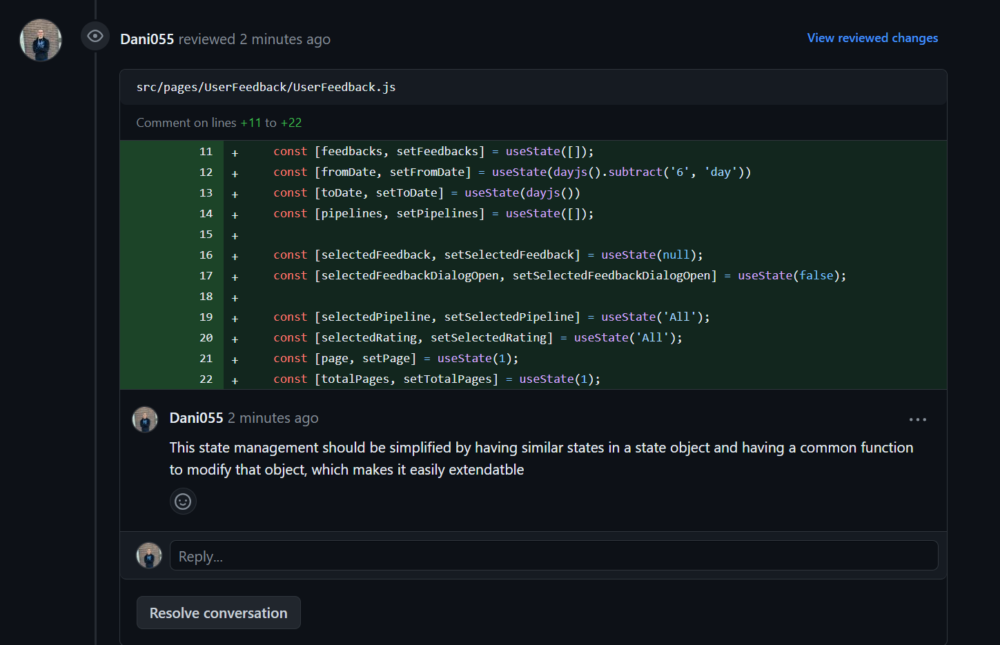 Dani055 reviewed 2 minutes ago
View reviewed changes
src/pages/UserFeedback/UserFeedback.js
Comment on lines +11 to +22
11 + const [feedbacks, setFeedbacks] = useState([]);
12 + const [fromDate, setFromDate] = useState(dayjs().subtract('6', 'day'))
13 + const [toDate, setToDate] = useState(dayjs())
14 + const [pipelines, setPipelines] = useState([]);
15 +
16 + const [selectedFeedback, setSelectedFeedback] = useState(null);
17 + const [selectedFeedbackDialogOpen, setSelectedFeedbackDialogOpen] = useState(false);
18 +
19 + const [selectedPipeline, setSelectedPipeline] = useState('All');
20 + const [selectedRating, setSelectedRating] = useState('All');
21 + const [page, setPage] = useState(1);
22 + const [totalPages, setTotalPages] = useState(1);
Dani055 2 minutes ago
This state management should be simplified by having similar states in a state object and having a common function
to modify that object, which makes it easily extendatble
Reply...
Resolve conversation